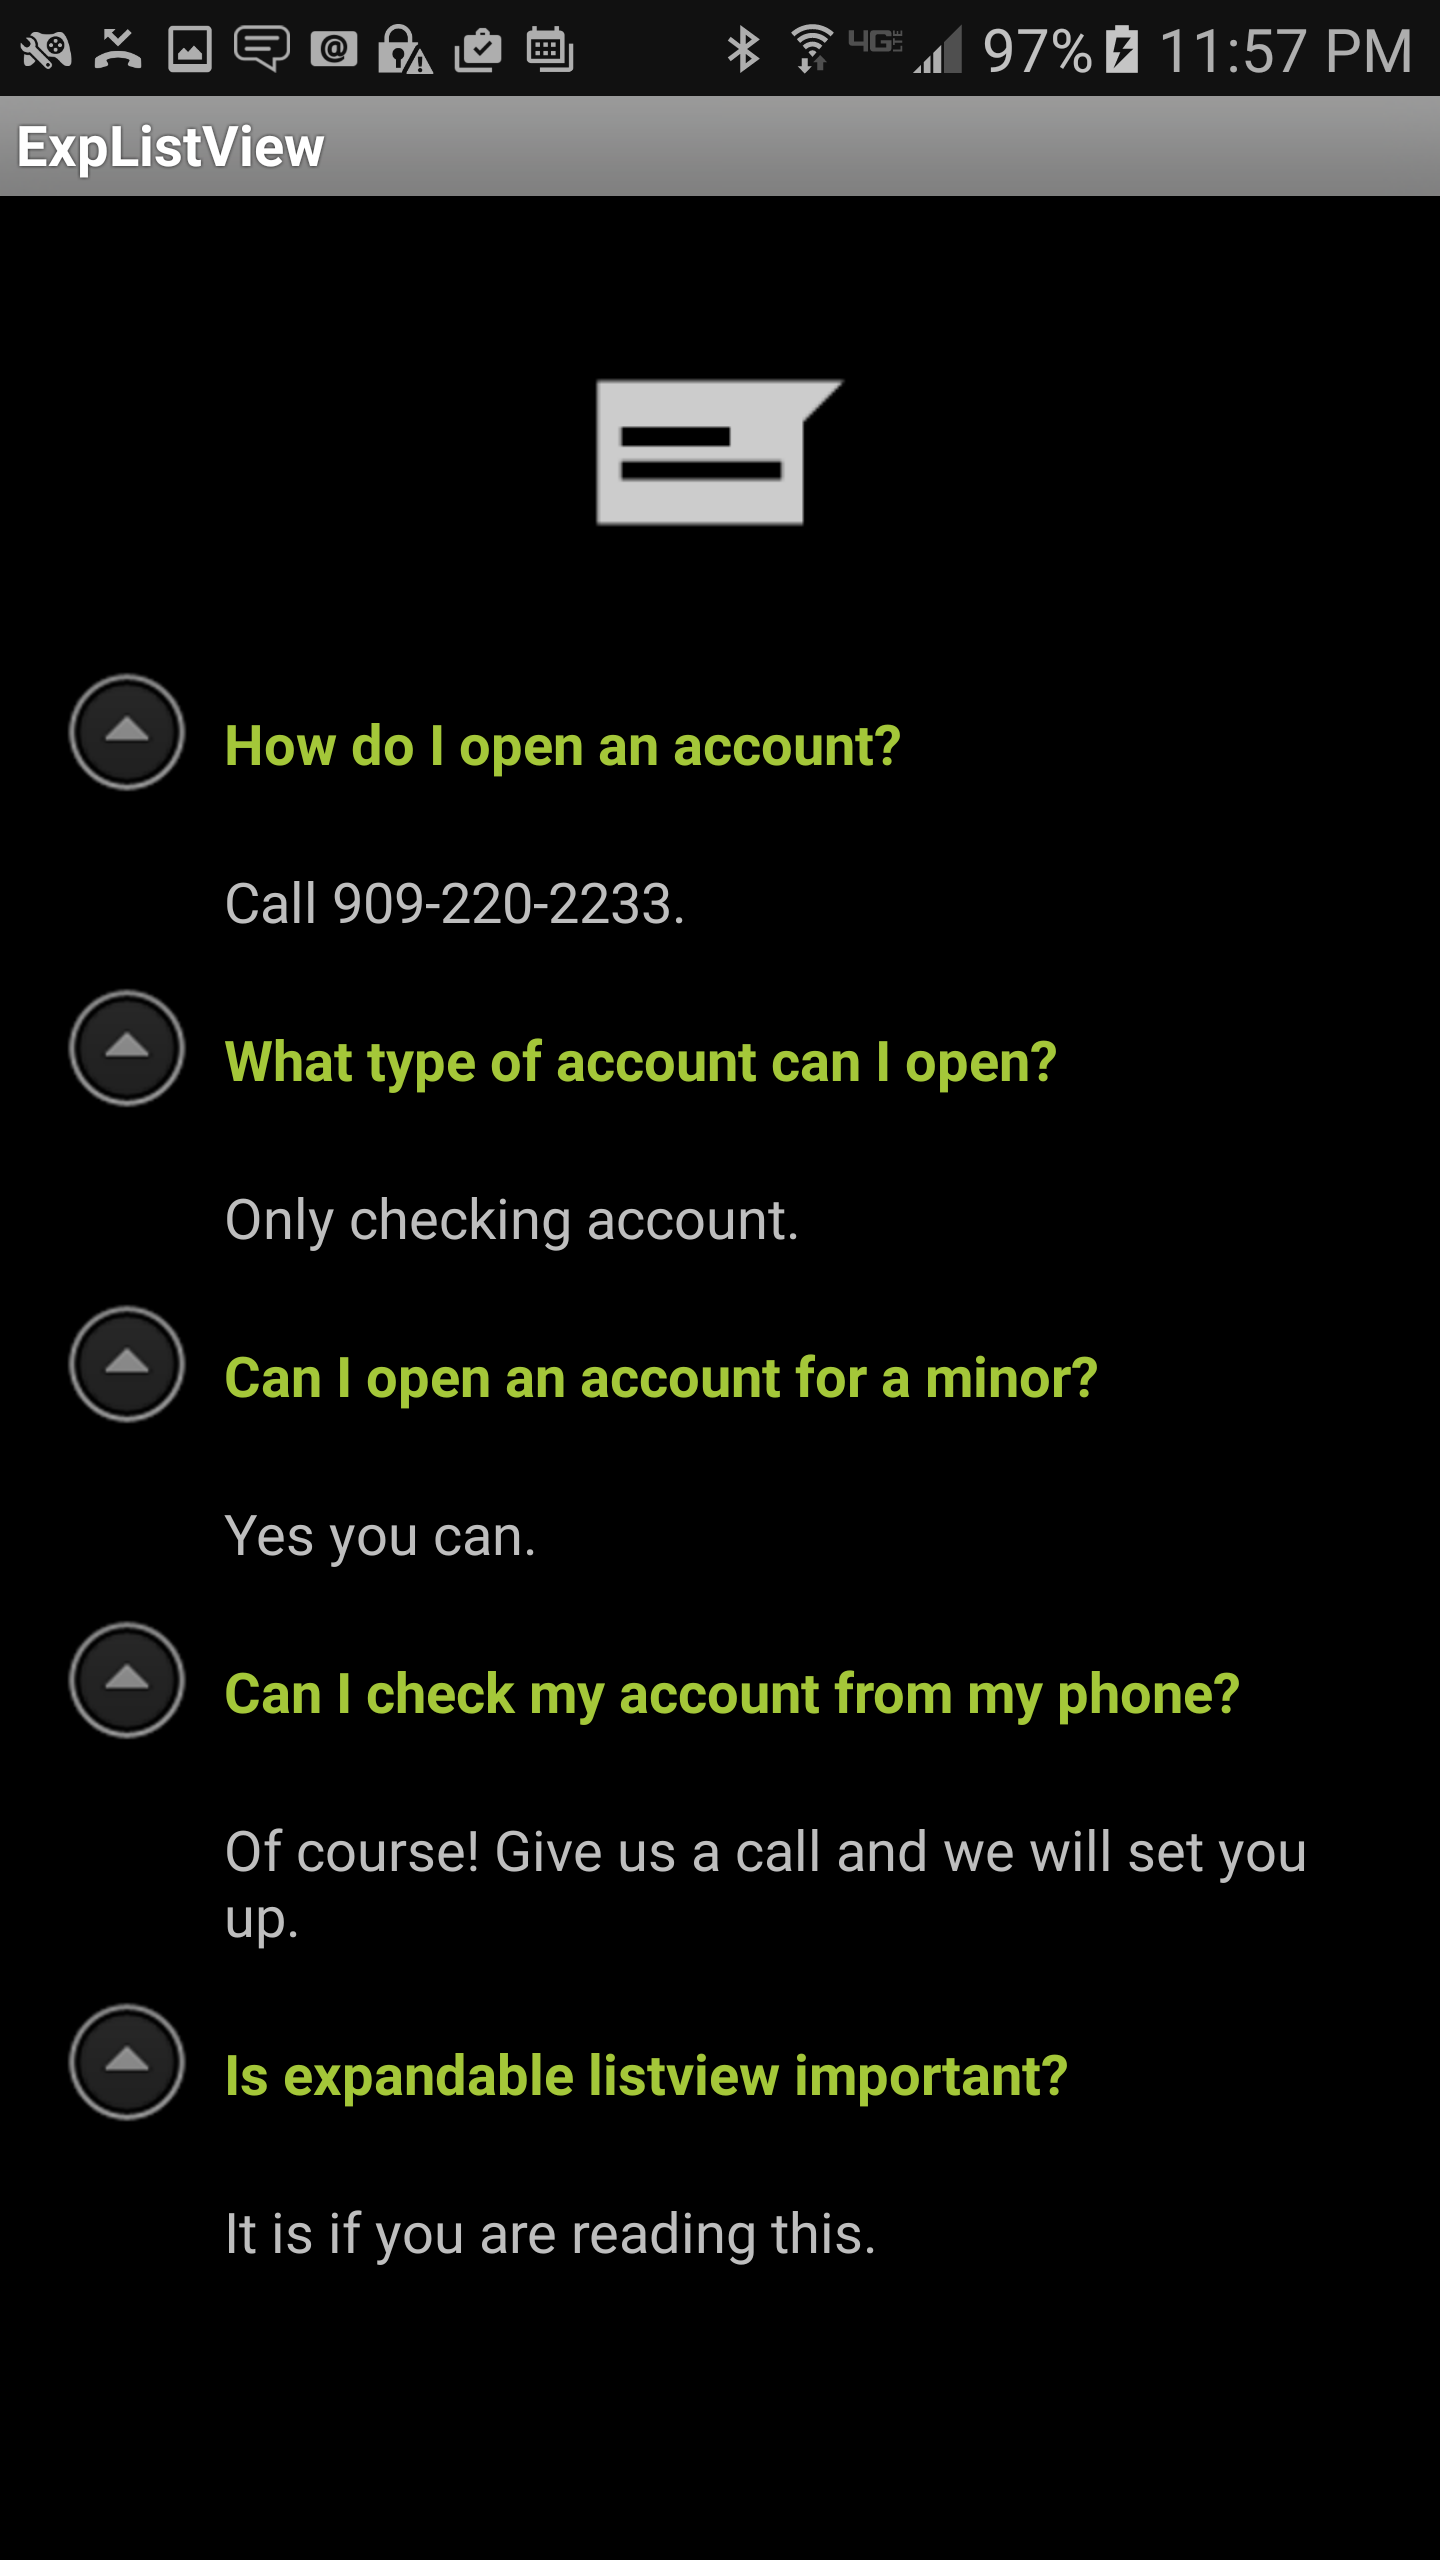 @ 4G LTE 97% 11:57 PM
ExpListView
How do I open an account?
Call 909-220-2233.
What type of account can I open?
Only checking account.
Can I open an account for a minor?
Yes you can.
Can I check my account from my phone?
Of course! Give us a call and we will set you
up.
Is expandable listview important?
It is if you are reading this.